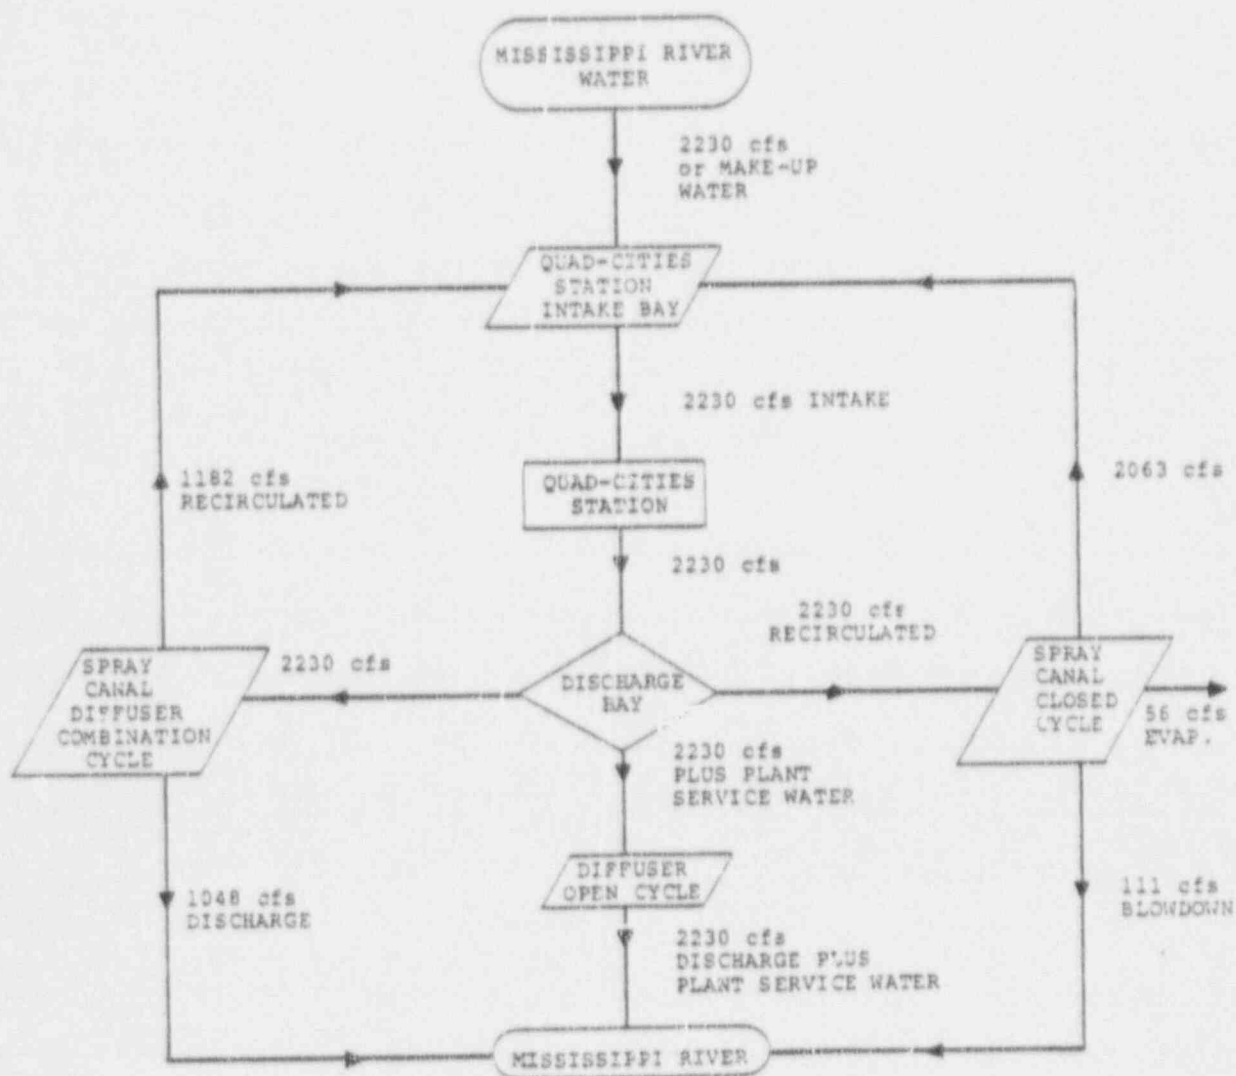 MISSISSIPPI RIVER
WATER
2230 cfs
or MAKE-UP
WATER
QUAD-CITIES
STATION
INTAKE BAY
2230 cfs INTAKE
1182 cfs
RECIRCULATED
QUAD-CITIES
STATION
2063 cfs
2230 cfs
2230 cfs
RECIRCULATED
SPRAY
CANAL
DIFFUSER
COMBINATION
CYCLE
2230 cfs
DISCHARGE
BAY
SPRAY
CANAL
CLOSED
CYCLE
56 cfs
EVAP.
2230 cfs
PLUS PLANT
SERVICE WATER
DIFFUSER
OPEN CYCLE
1048 cfs
DISCHARGE
111 cfs
BLOWDOWN
2230 cfs
DISCHARGE PLUS
PLANT SERVICE WATER
MISSISSIPPI RIVER